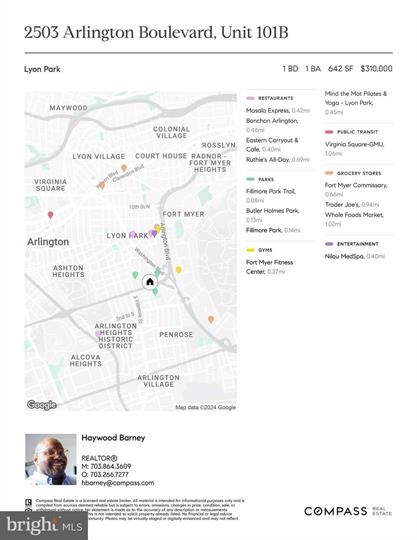 2503 Arlington Boulevard, Unit 101B
Lyon Park
1 BD 1 BA 642 SF $310,000
MAYWOOD
COLONIAL
VILLAGE
ROSSLYN
LYON VILLAGE
COURT HOUSE
RADNOR -
FORT MYER
HEIGHTS
Clarendon Blvd
VIRGINIA
SQUARE
10th St N
FORT MYER
Arlington Blvd
LYON PARK
Arlington
Washington
ASHTON
HEIGHTS
2nd St S
ARLINGTON
HEIGHTS
HISTORIC
DISTRICT
PENROSE
ALCOVA
HEIGHTS
ARLINGTON
VILLAGE
Google
Map data ©2024 Google
RESTAURANTS
Masala Express, 0.42mi
Bonchon Arlington,
0.46mi
Eastern Carryout &
Cafe, 0.40mi
Ruthie's All-Day, 0.69mi
PARKS
Fillmore Park Trail,
0.08mi
Butler Holmes Park,
0.13mi
Fillmore Park, 0.14mi
GYMS
Fort Myer Fitness
Center, 0.27mi
Mind the Mat Pilates &
Yoga - Lyon Park,
0.45mi
PUBLIC TRANSIT
Virginia Square-GMU,
1.06mi
GROCERY STORES
Fort Myer Commissary,
0.66mi
Trader Joe's, 0.94mi
Whole Foods Market,
1.02mi
ENTERTAINMENT
Nilou MedSpa, 0.40mi
Haywood Barney
REALTOR®
M: 703.864.3609
O: 703.266.7277
hbarney@compass.com
Compass Real Estate is a licensed real estate broker. All material is intended for informational purposes only and is
compiled from sources deemed reliable but is subject to errors, omissions, changes in price, condition, sale, or
withdrawal without notice. No statement is made as to the accuracy of any description or measurements
This is not intended to solicit property already listed. No financial or legal advice
opportunity. Photos may be virtually staged or digitally enhanced and may not reflect
bright MLS
COMPASS REAL
ESTATE